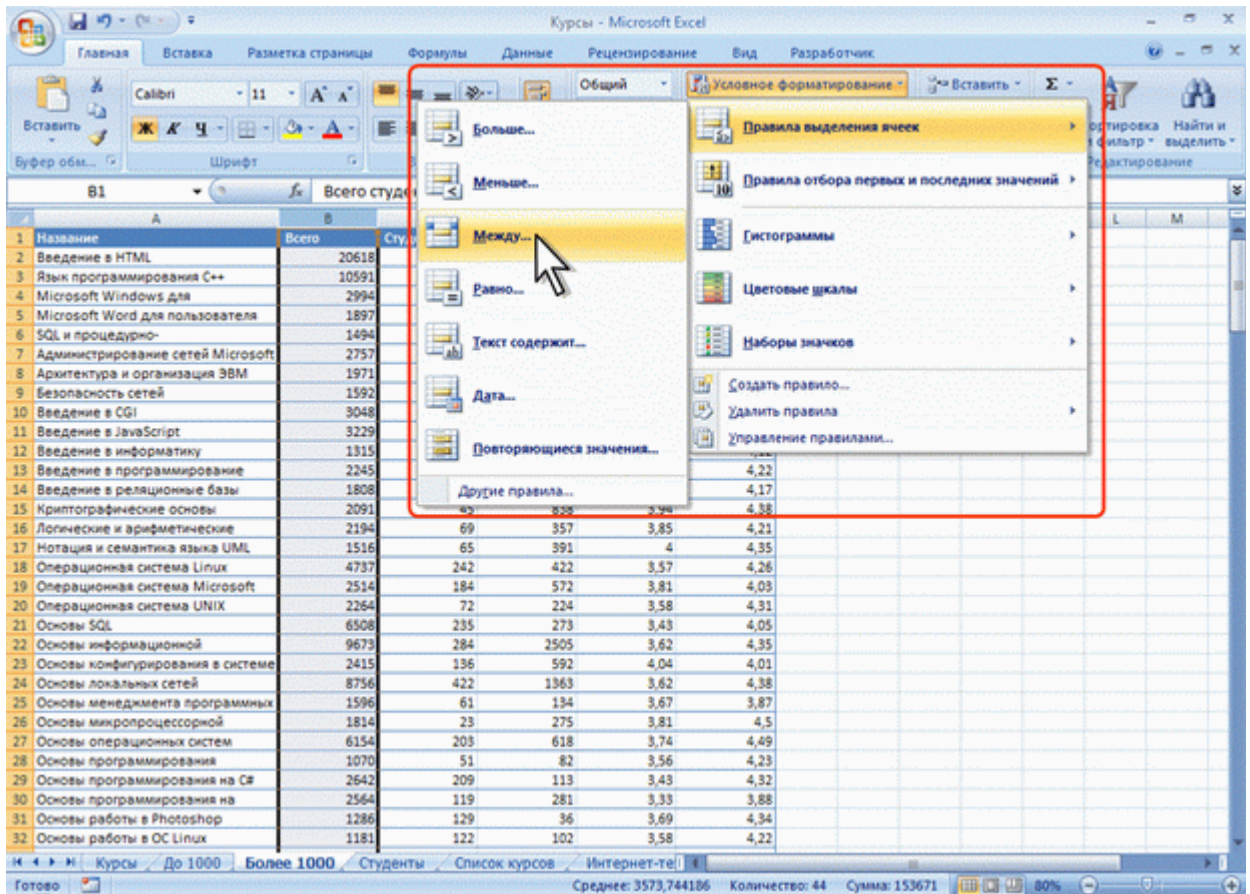 Курсы - Microsoft Excel
Главная Вставка Разметка страницы Формулы Данные Рецензирование Вид Разработчик
Calibri 11 Общий Условное форматирование Вставить Σ
Вставить Ж К Ч Найти и
фильтр выделить
Буфер обм... Шрифт Редактирование
B1 fx
A B L M
1 Название Всего
2 Введение в HTML 20618
3 Язык программирования C++ 10591
4 Microsoft Windows для 2994
5 Microsoft Word для пользователя 1897
6 SQL и процедурно- 1494
7 Администрирование сетей Microsoft 2757
8 Архитектура и организация ЭВМ 1971
9 Безопасность сетей 1592
10 Введение в CGI 3048
11 Введение в JavaScript 3229
12 Введение в информатику 1315
13 Введение в программирование 2245 4,22
14 Введение в реляционные базы 1808 4,17
15 Криптографические основы 2091 45 838 3,94 4,38
16 Логические и арифметические 2194 69 357 3,85 4,21
17 Нотация и семантика языка UML 1516 65 391 4 4,35
18 Операционная система Linux 4737 242 422 3,57 4,26
19 Операционная система Microsoft 2514 184 572 3,81 4,03
20 Операционная система UNIX 2264 72 224 3,58 4,31
21 Основы SQL 6508 235 273 3,43 4,05
22 Основы информационной 9673 284 2505 3,62 4,35
23 Основы конфигурирования в системе 2415 136 592 4,04 4,01
24 Основы локальных сетей 8756 422 1363 3,62 4,38
25 Основы менеджмента программных 1596 61 134 3,67 3,87
26 Основы микропроцессорной 1814 23 275 3,81 4,5
27 Основы операционных систем 6154 203 618 3,74 4,49
28 Основы программирования 1070 51 82 3,56 4,23
29 Основы программирования на C# 2642 209 113 3,43 4,32
30 Основы программирования на 2564 119 281 3,33 3,88
31 Основы работы в Photoshop 1286 129 36 3,69 4,34
32 Основы работы в ОС Linux 1181 122 102 3,58 4,22
Больше...
Меньше...
Между...
Равно...
Текст содержит...
Дата...
Повторяющиеся значения...
Другие правила...
Правила выделения ячеек
Правила отбора первых и последних значений
Гистограммы
Цветовые шкалы
Наборы значков
Создать правило...
Удалить правила
Управление правилами...
Курсы До 1000 Более 1000 Студенты Список курсов
Готово Среднее: 3573,744186 Количество: 44 Сумма: 153671 80%